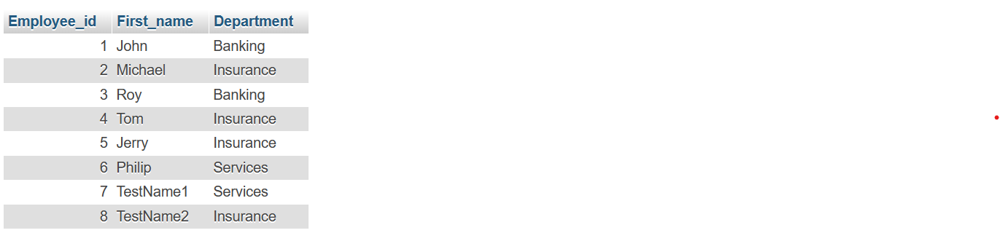 Employee_id First_name Department
1 John Banking
2 Michael Insurance
3 Roy Banking
4 Tom Insurance
5 Jerry Insurance
6 Philip Services
7 TestName1 Services
8 TestName2 Insurance